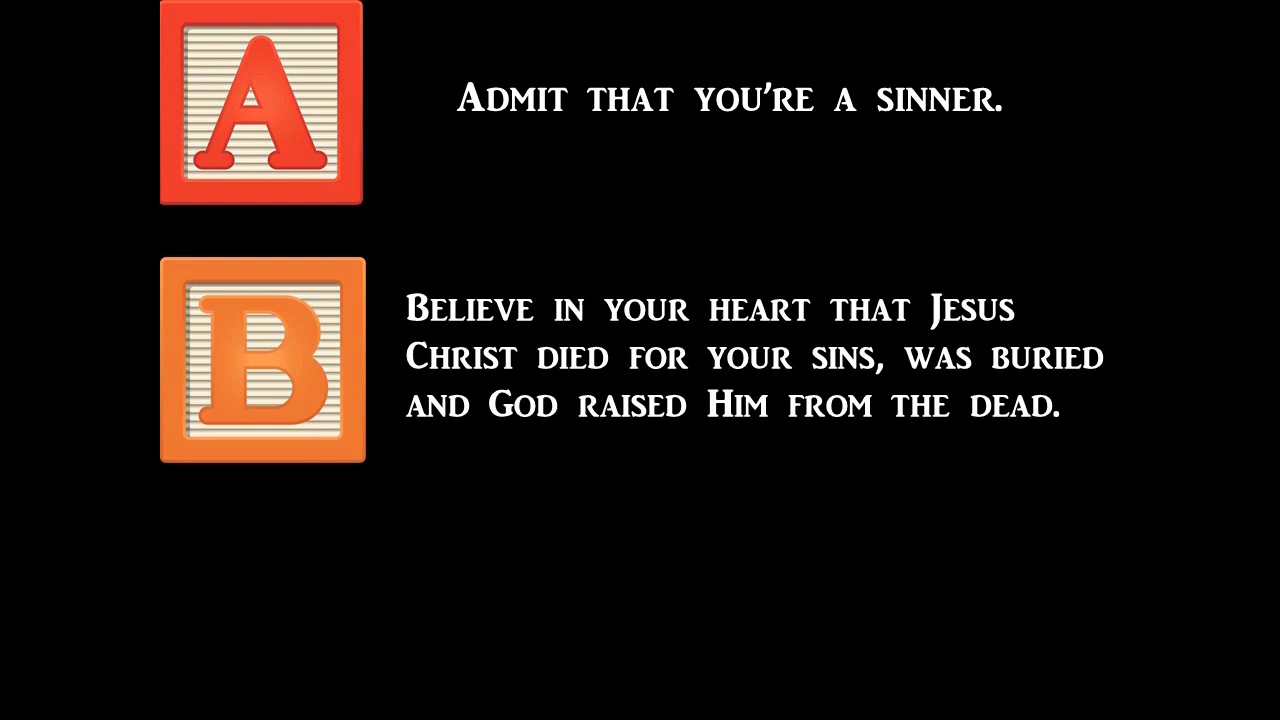 A
Admit that you're a sinner.
B
Believe in your heart that Jesus
Christ died for your sins, was buried
and God raised Him from the dead.